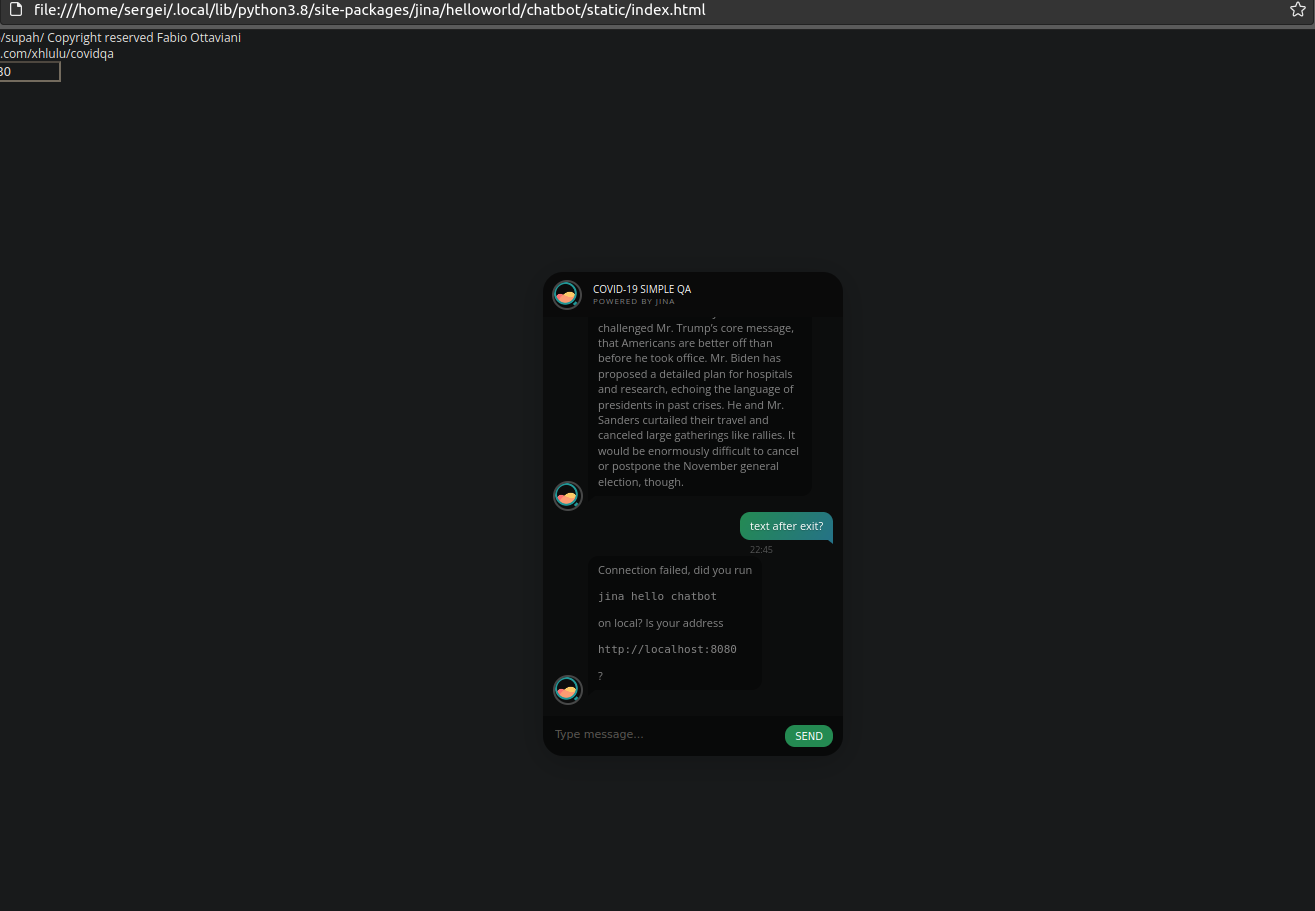 file:///home/sergei/.local/lib/python3.8/site-packages/jina/helloworld/chatbot/static/index.html
/supah/ Copyright reserved Fabio Ottaviani
.com/xhlulu/covidqa
80
COVID-19 SIMPLE QA
POWERED BY JINA
challenged Mr. Trump's core message,
that Americans are better off than
before he took office. Mr. Biden has
proposed a detailed plan for hospitals
and research, echoing the language of
presidents in past crises. He and Mr.
Sanders curtailed their travel and
canceled large gatherings like rallies. It
would be enormously difficult to cancel
or postpone the November general
election, though.
text after exit?
22:45
Connection failed, did you run
jina hello chatbot
on local? Is your address
http://localhost:8080
?
Type message...
SEND